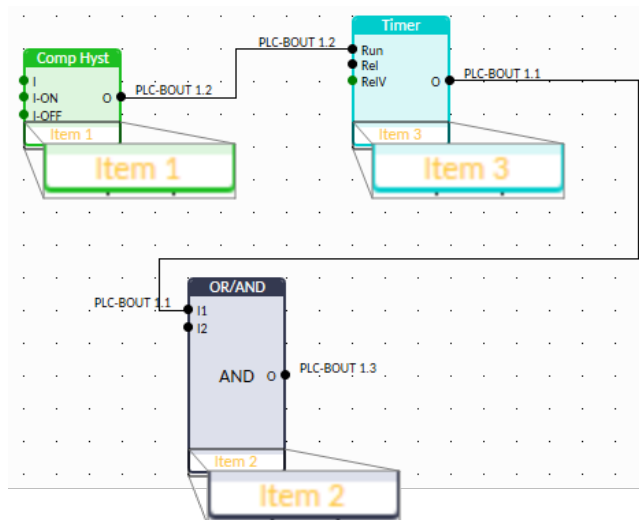 Comp Hyst
I
I-ON
I-OFF
O
PLC-BOUT 1.2
Item 1
Item 1
PLC-BOUT 1.2
Timer
Run
Rel
RelV
O
PLC-BOUT 1.1
Item 3
Item 3
PLC-BOUT 1.1
OR/AND
I1
I2
AND
O
PLC-BOUT 1.3
Item 2
Item 2